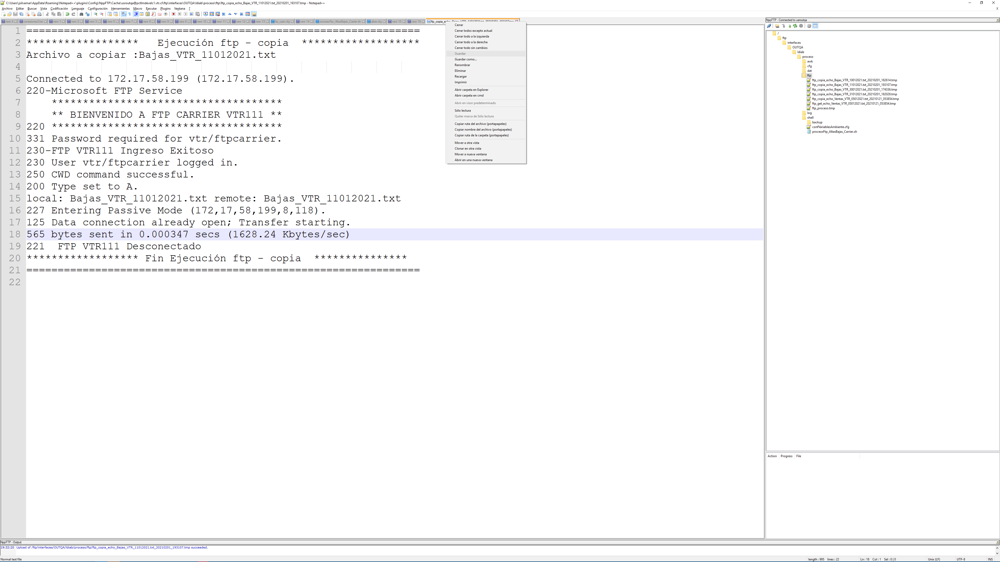 C:\Users\jsilvamar\AppData\Roaming\Notepad++\plugins\Config\NppFTP\Cache\usroutqa@pctlmdevelc1.vtr.cl\ftp\interfaces\OUTQA\ldiab\proceso\ftp\ftp_copia_echo_Bajas_VTR_11012021.txt_20210201_193107.tmp - Notepad++
Archivo Editar Buscar Vista Codificación Lenguaje Configuración Herramientas Macro Ejecutar Plugins Ventana ? X
new 4 conexiones3.txt new 1 new 2 new 3 new 5 new 7 new 8 new 9 new 6 new 10 new 11 new 12 new 13 ftp_user.cfg new 14 procesoFtp_AltasBajas_Carrier.sh altas.cfg new 15 new 16 ftp_copia_echo_Bajas_VTR_11012021.txt_20210201_193107.tmp
1 ===============================================================
2 ******************   Ejecución ftp - copia  *******************
3 Archivo a copiar :Bajas_VTR_11012021.txt
4
5 Connected to 172.17.58.199 (172.17.58.199).
6 220-Microsoft FTP Service
7     *************************************
8     ** BIENVENIDO A FTP CARRIER VTR111 **
9 220 *************************************
10 331 Password required for vtr/ftpcarrier.
11 230-FTP VTR111 Ingreso Exitoso
12 230 User vtr/ftpcarrier logged in.
13 250 CWD command successful.
14 200 Type set to A.
15 local: Bajas_VTR_11012021.txt remote: Bajas_VTR_11012021.txt
16 227 Entering Passive Mode (172,17,58,199,8,118).
17 125 Data connection already open; Transfer starting.
18 565 bytes sent in 0.000347 secs (1628.24 Kbytes/sec)
19 221  FTP VTR111 Desconectado
20 ****************** Fin Ejecución ftp - copia  ***************
21 ===============================================================
22
Cerrar
Cerrar todos excepto actual
Cerrar todo a la izquierda
Cerrar todo a la derecha
Cerrar todo sin cambios
Guardar
Guardar como...
Renombrar
Eliminar
Recargar
Imprimir
Abrir carpeta en Explorer
Abrir carpeta en cmd
Abrir en visor predeterminado
Sólo lectura
Quitar marca de Sólo lectura
Copiar ruta del archivo (portapapeles)
Copiar nombre del archivo (portapapeles)
Copiar ruta de la carpeta (portapapeles)
Mover a otra vista
Clonar en otra vista
Mover a nueva ventana
Abrir en una nueva ventana
NppFTP - Connected to usroutqa
/
ftp
interfaces
OUTQA
ldiab
proceso
awk
cfg
dat
ftp
ftp_copia_echo_Bajas_VTR_10012021.txt_20210201_182614.tmp
ftp_copia_echo_Bajas_VTR_11012021.txt_20210201_193107.tmp
ftp_copia_echo_Bajas_VTR_30012021.txt_20210201_174336.tmp
ftp_copia_echo_Bajas_VTR_31012021.txt_20210201_182028.tmp
ftp_copia_echo_Ventas_VTR_05012021.txt_20210121_053854.tmp
ftp_get_echo_Ventas_VTR_05012021.txt_20210121_053854.tmp
ftp_proceso.tmp
log
shell
backup
confVariablesAmbiente.cfg
procesoFtp_AltasBajas_Carrier.sh
Action Progress File
NppFTP - Output
19:32:20 Upload of /ftp/interfaces/OUTQA/ldiab/proceso/ftp/ftp_copia_echo_Bajas_VTR_11012021.txt_20210201_193107.tmp succeeded.
Normal text file length : 995 lines : 22 Ln : 18 Col : 1 Sel : 0 | 0 Unix (LF) UTF-8 INS